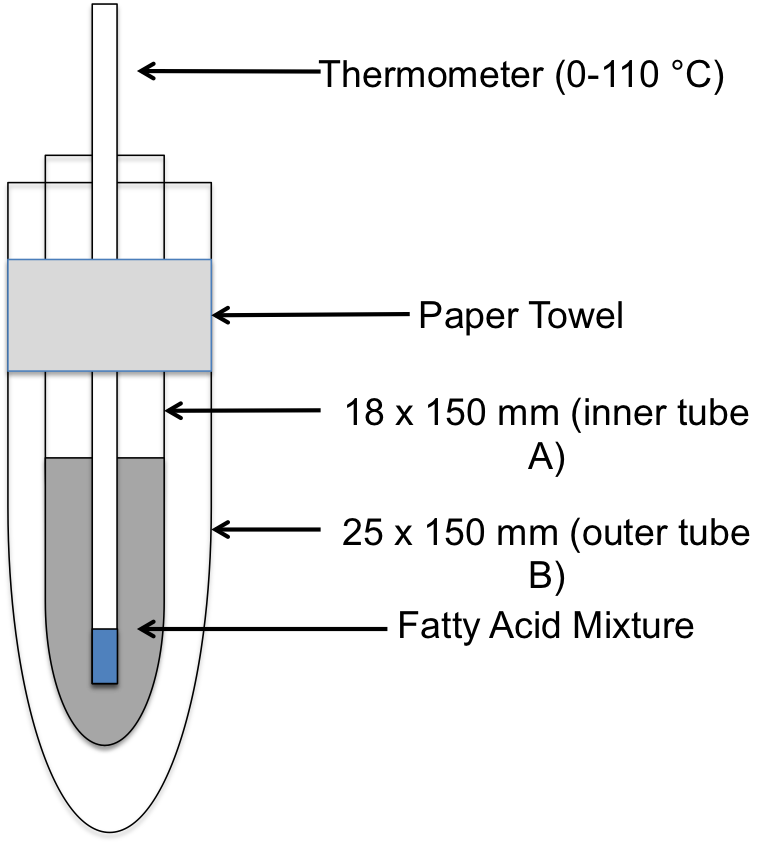 Thermometer (0-110 °C)
Paper Towel
18 x 150 mm (inner tube
A)
25 x 150 mm (outer tube
B)
Fatty Acid Mixture